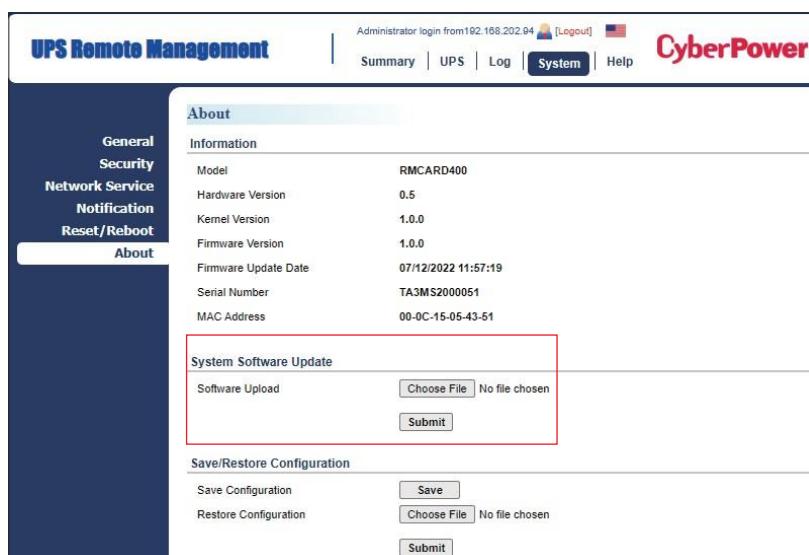 UPS Remote Management
Administrator login from192.168.202.94 [Logout]
Summary | UPS | Log | System | Help
CyberPower
General
Security
Network Service
Notification
Reset/Reboot
About
About
Information
Model RMCARD400
Hardware Version 0.5
Kernel Version 1.0.0
Firmware Version 1.0.0
Firmware Update Date 07/12/2022 11:57:19
Serial Number TA3MS2000051
MAC Address 00-0C-15-05-43-51
System Software Update
Software Upload Choose File No file chosen
Submit
Save/Restore Configuration
Save Configuration Save
Restore Configuration Choose File No file chosen
Submit